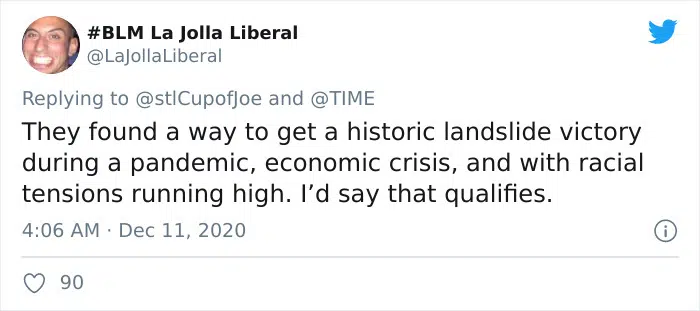 #BLM La Jolla Liberal
@LaJollaLiberal
Replying to @stlCupofJoe and @TIME
They found a way to get a historic landslide victory
during a pandemic, economic crisis, and with racial
tensions running high. I’d say that qualifies.
4:06 AM · Dec 11, 2020
90